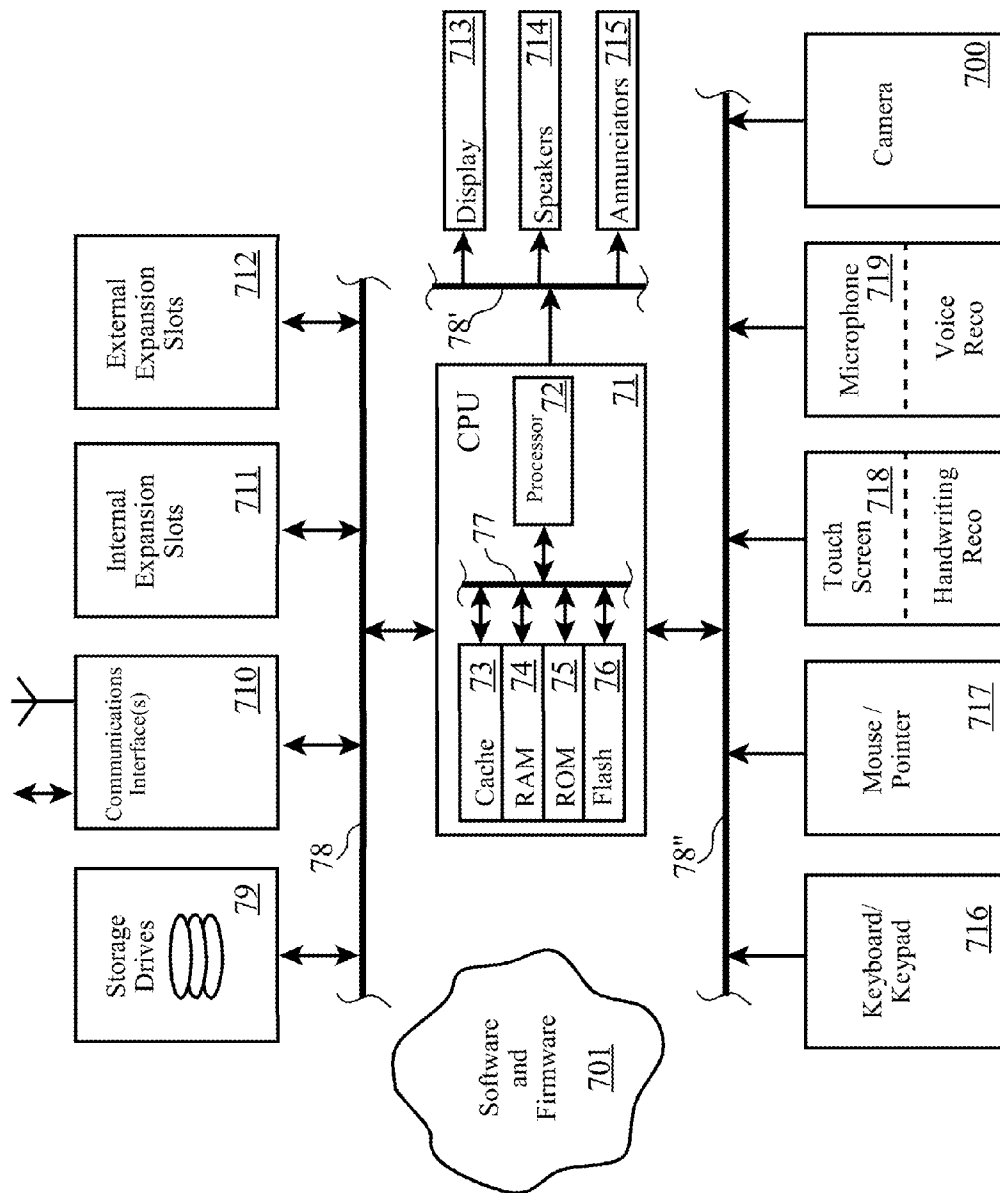 Storage
Drives
79
Communications
Interface(s)
710
Internal
Expansion
Slots
711
External
Expansion
Slots
712
78
Software
and
Firmware
701
CPU
71
Cache 73
RAM 74
ROM 75
Flash 76
77
Processor
72
78'
Display 713
Speakers 714
Annunciators 715
78"
Keyboard/
Keypad
716
Mouse /
Pointer
717
Touch
Screen
718
Handwriting
Reco
Microphone
719
Voice
Reco
Camera
700